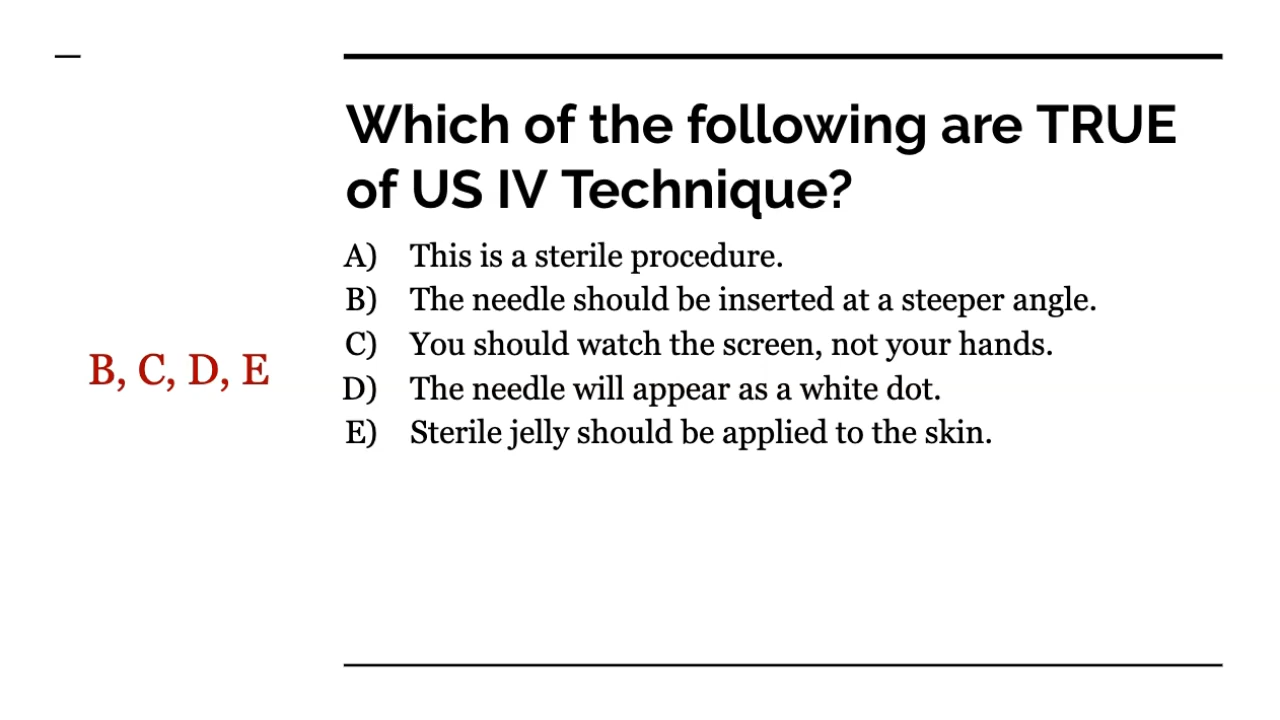 Which of the following are TRUE
of US IV Technique?
A) This is a sterile procedure.
B) The needle should be inserted at a steeper angle.
C) You should watch the screen, not your hands.
D) The needle will appear as a white dot.
E) Sterile jelly should be applied to the skin.
B, C, D, E